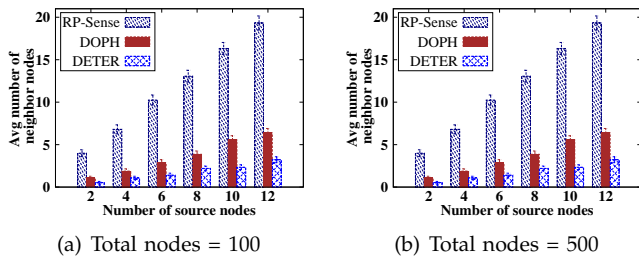 20
15
10
5
0
Avg number of
neighbor nodes
RP-Sense
DOPH
DETER
2 4 6 8 10 12
Number of source nodes
(a) Total nodes = 100
20
15
10
5
0
Avg number of
neighbor nodes
RP-Sense
DOPH
DETER
2 4 6 8 10 12
Number of source nodes
(b) Total nodes = 500